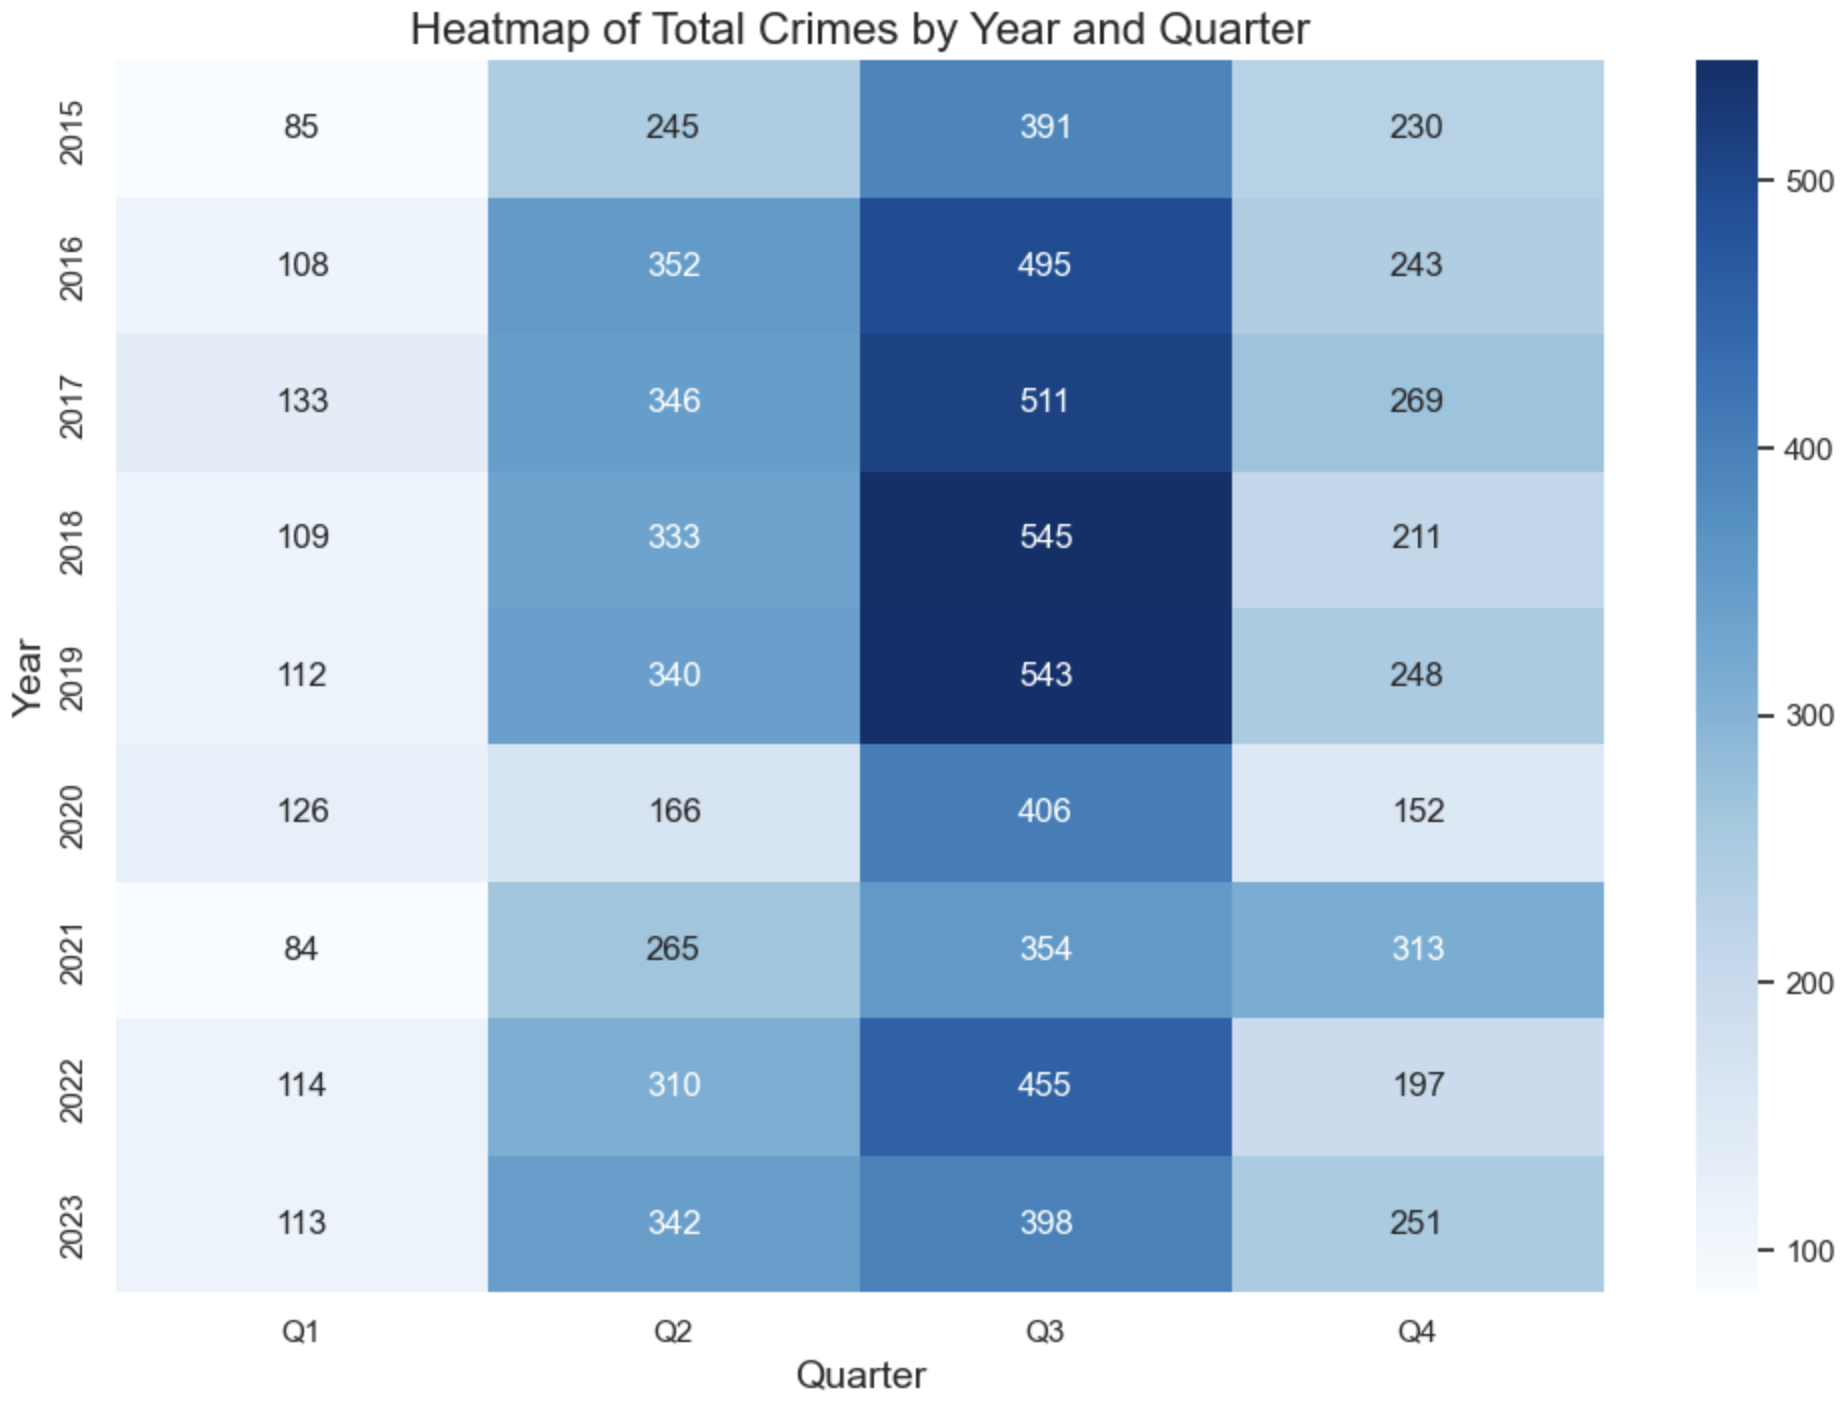 Heatmap of Total Crimes by Year and Quarter
2015 85 245 391 230
2016 108 352 495 243
2017 133 346 511 269
2018 109 333 545 211
2019 112 340 543 248
2020 126 166 406 152
2021 84 265 354 313
2022 114 310 455 197
2023 113 342 398 251
Year
Q1 Q2 Q3 Q4
Quarter
500
400
300
200
100